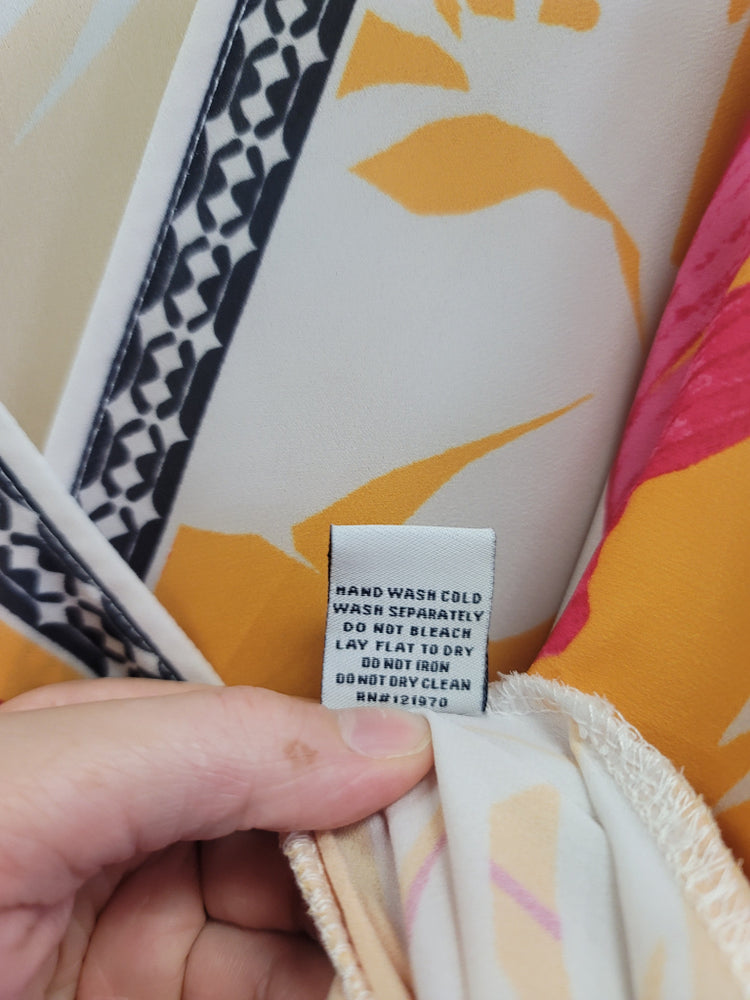 HAND WASH COLD
WASH SEPARATELY
DO NOT BLEACH
LAY FLAT TO DRY
DO NOT IRON
DO NOT DRY CLEAN
RN#121970